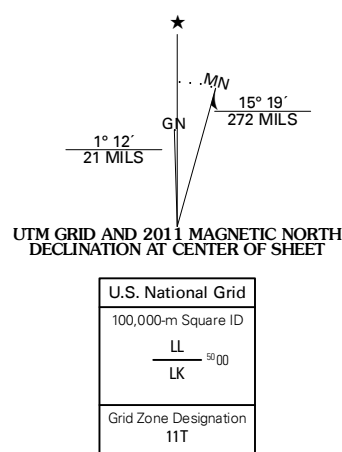 ★
MN
GN
15° 19´
272 MILS
1° 12´
21 MILS
UTM GRID AND 2011 MAGNETIC NORTH
DECLINATION AT CENTER OF SHEET
U.S. National Grid
100,000-m Square ID
LL
5000
LK
Grid Zone Designation
11T